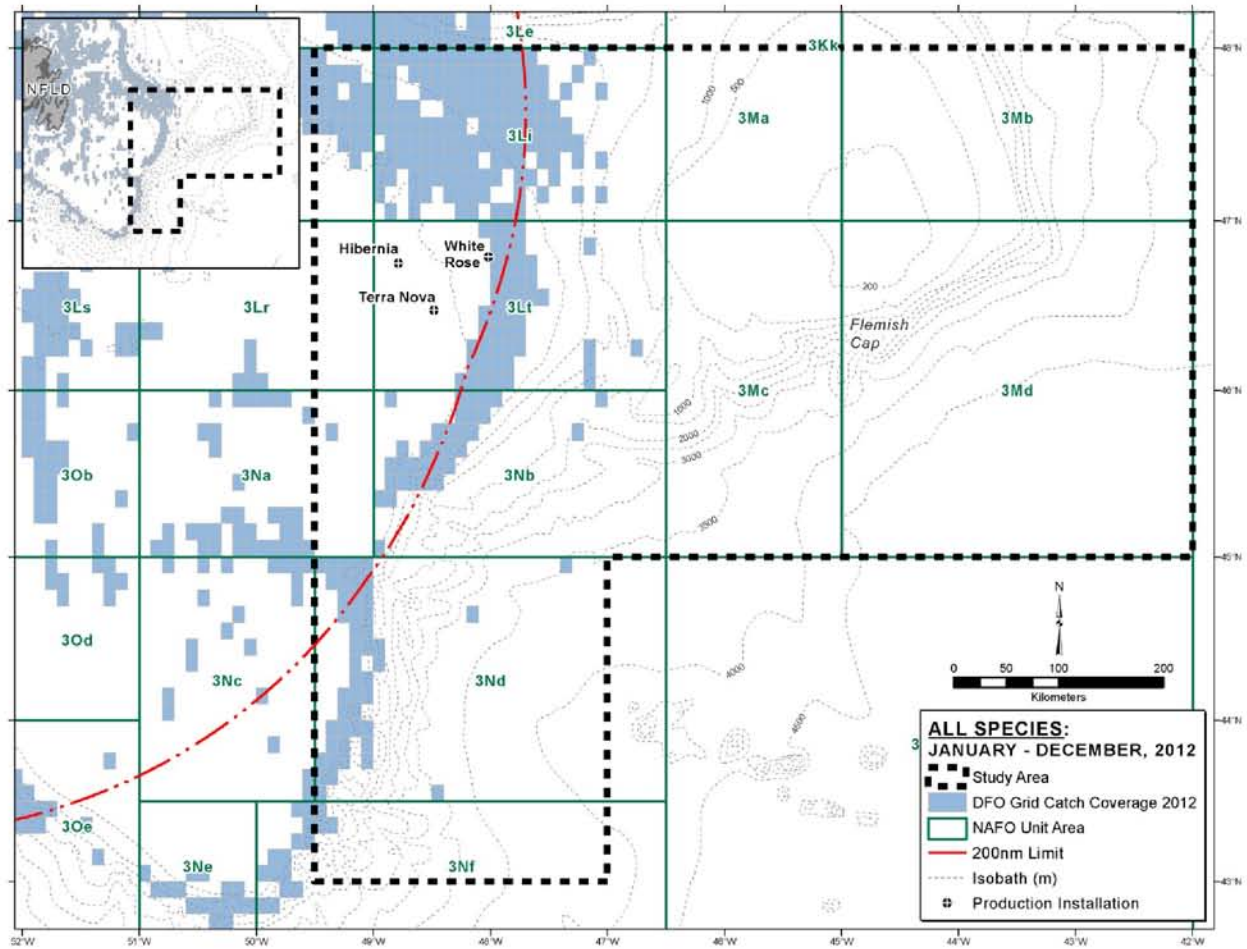 NFLD
3Le
3Kk
48°N
1000
500
3Ma
3Mb
3Li
47°N
Hibernia
White
Rose
Terra Nova
3Ls
3Lr
3Lt
200
Flemish
Cap
46°N
3Mc
3Md
1000
2000
3000
3Ob
3Na
3Nb
3500
45°N
3Od
3Nc
3Nd
4000
4500
N
0 50 100 200
Kilometers
44°N
3
3Oe
3Ne
3Nf
43°N
ALL SPECIES:
JANUARY - DECEMBER, 2012
Study Area
DFO Grid Catch Coverage 2012
NAFO Unit Area
200nm Limit
Isobath (m)
Production Installation
52°W 51°W 50°W 49°W 48°W 47°W 46°W 45°W 44°W 43°W 42°W